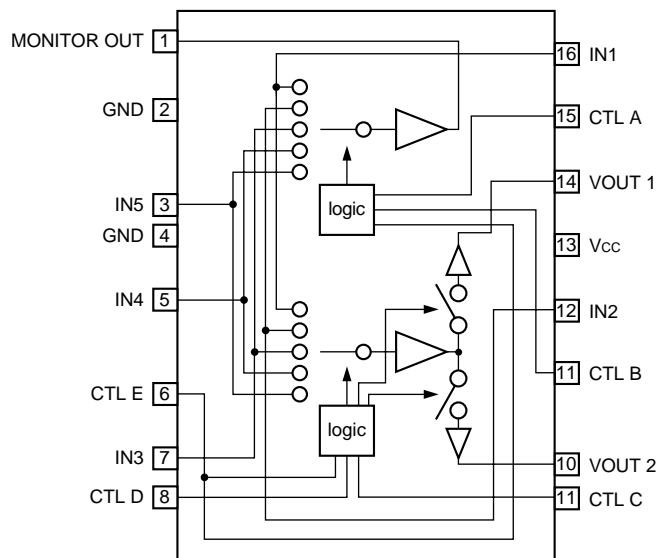 MONITOR OUT 1
GND 2
IN5 3
GND 4
IN4 5
CTL E 6
IN3 7
CTL D 8
logic
logic
16 IN1
15 CTL A
14 VOUT 1
13 Vcc
12 IN2
11 CTL B
10 VOUT 2
11 CTL C